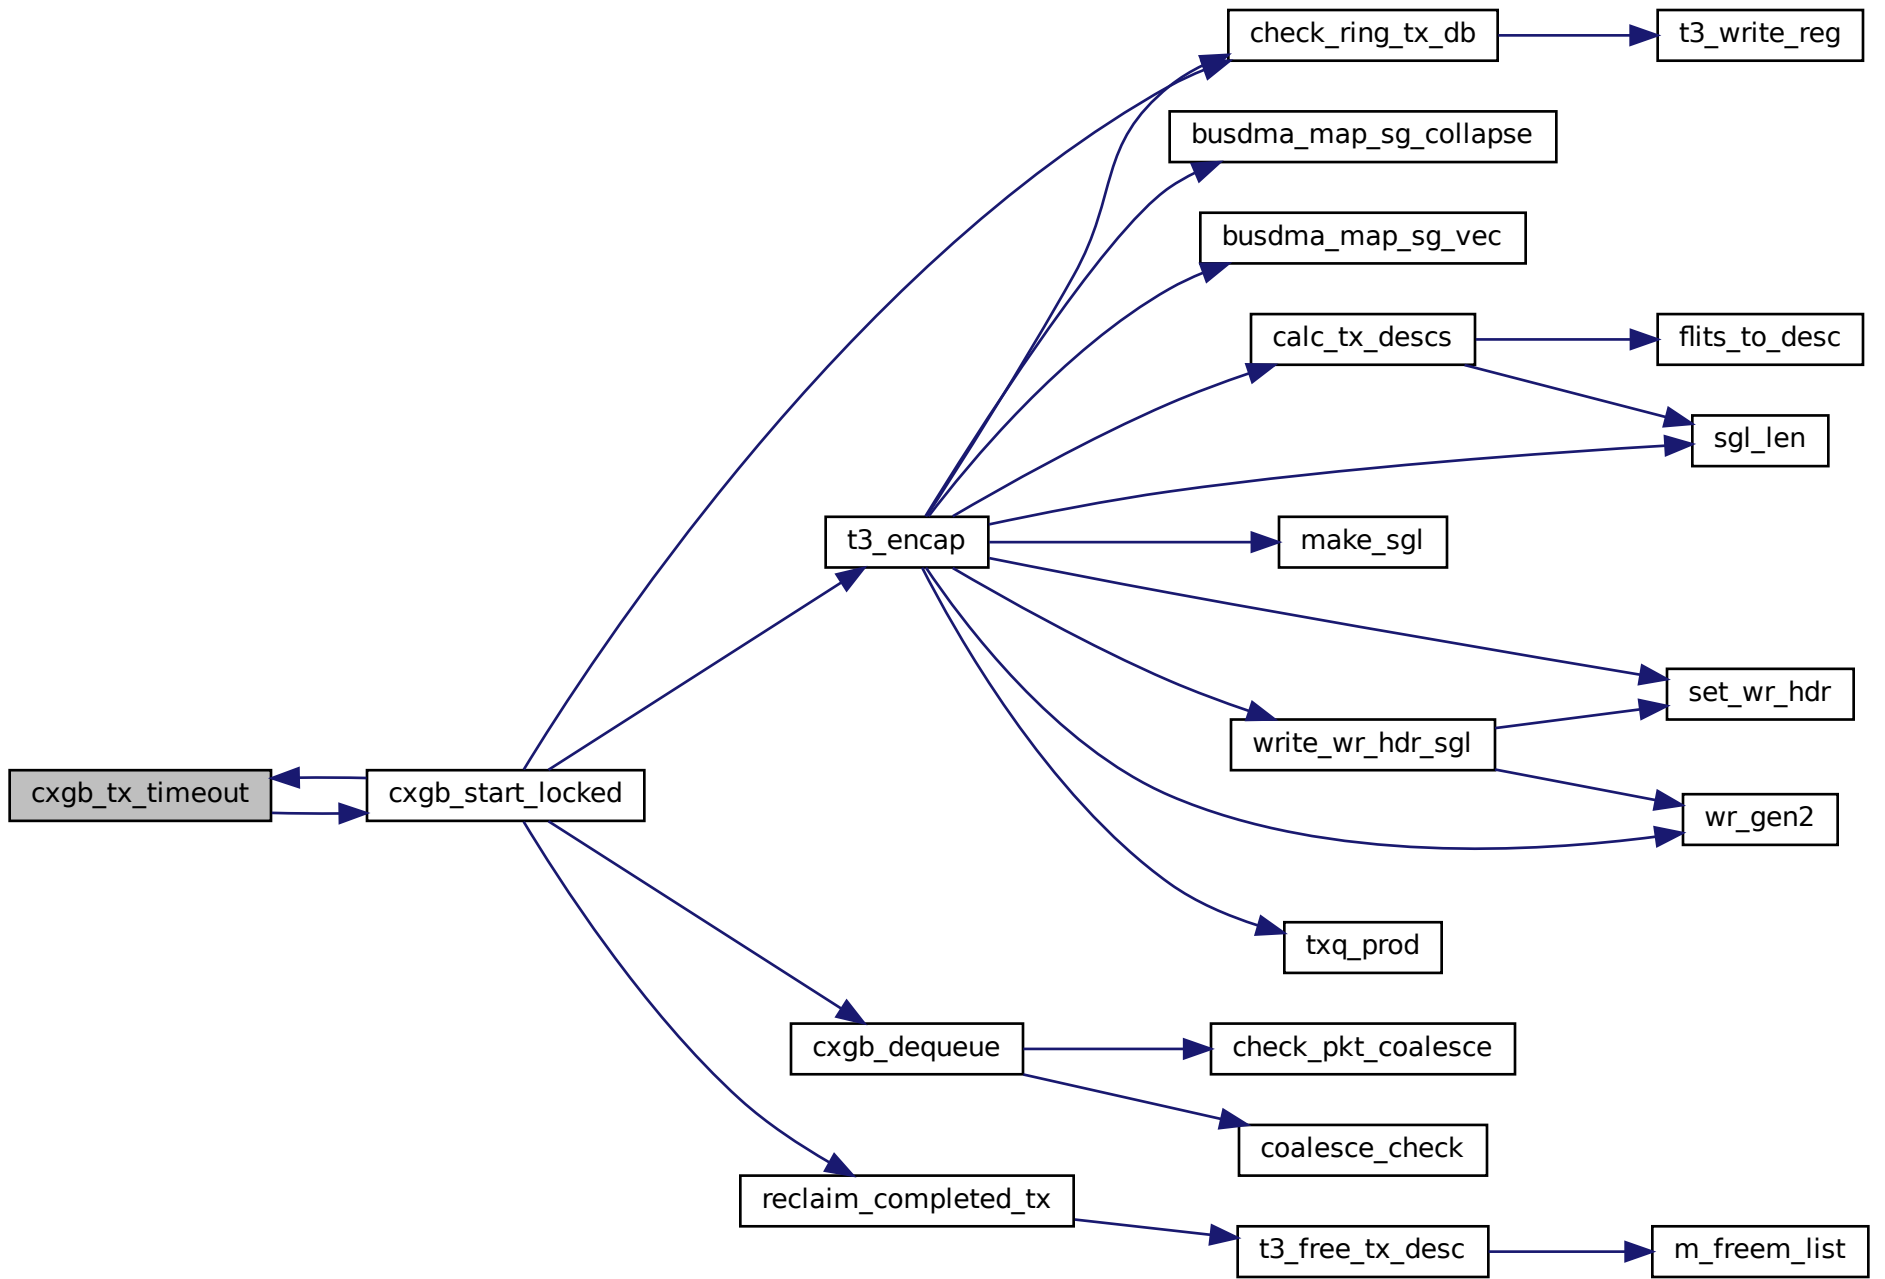 check_ring_tx_db
t3_write_reg
busdma_map_sg_collapse
busdma_map_sg_vec
calc_tx_descs
flits_to_desc
sgl_len
t3_encap
make_sgl
set_wr_hdr
write_wr_hdr_sgl
cxgb_tx_timeout
cxgb_start_locked
wr_gen2
txq_prod
cxgb_dequeue
check_pkt_coalesce
coalesce_check
reclaim_completed_tx
t3_free_tx_desc
m_freem_list